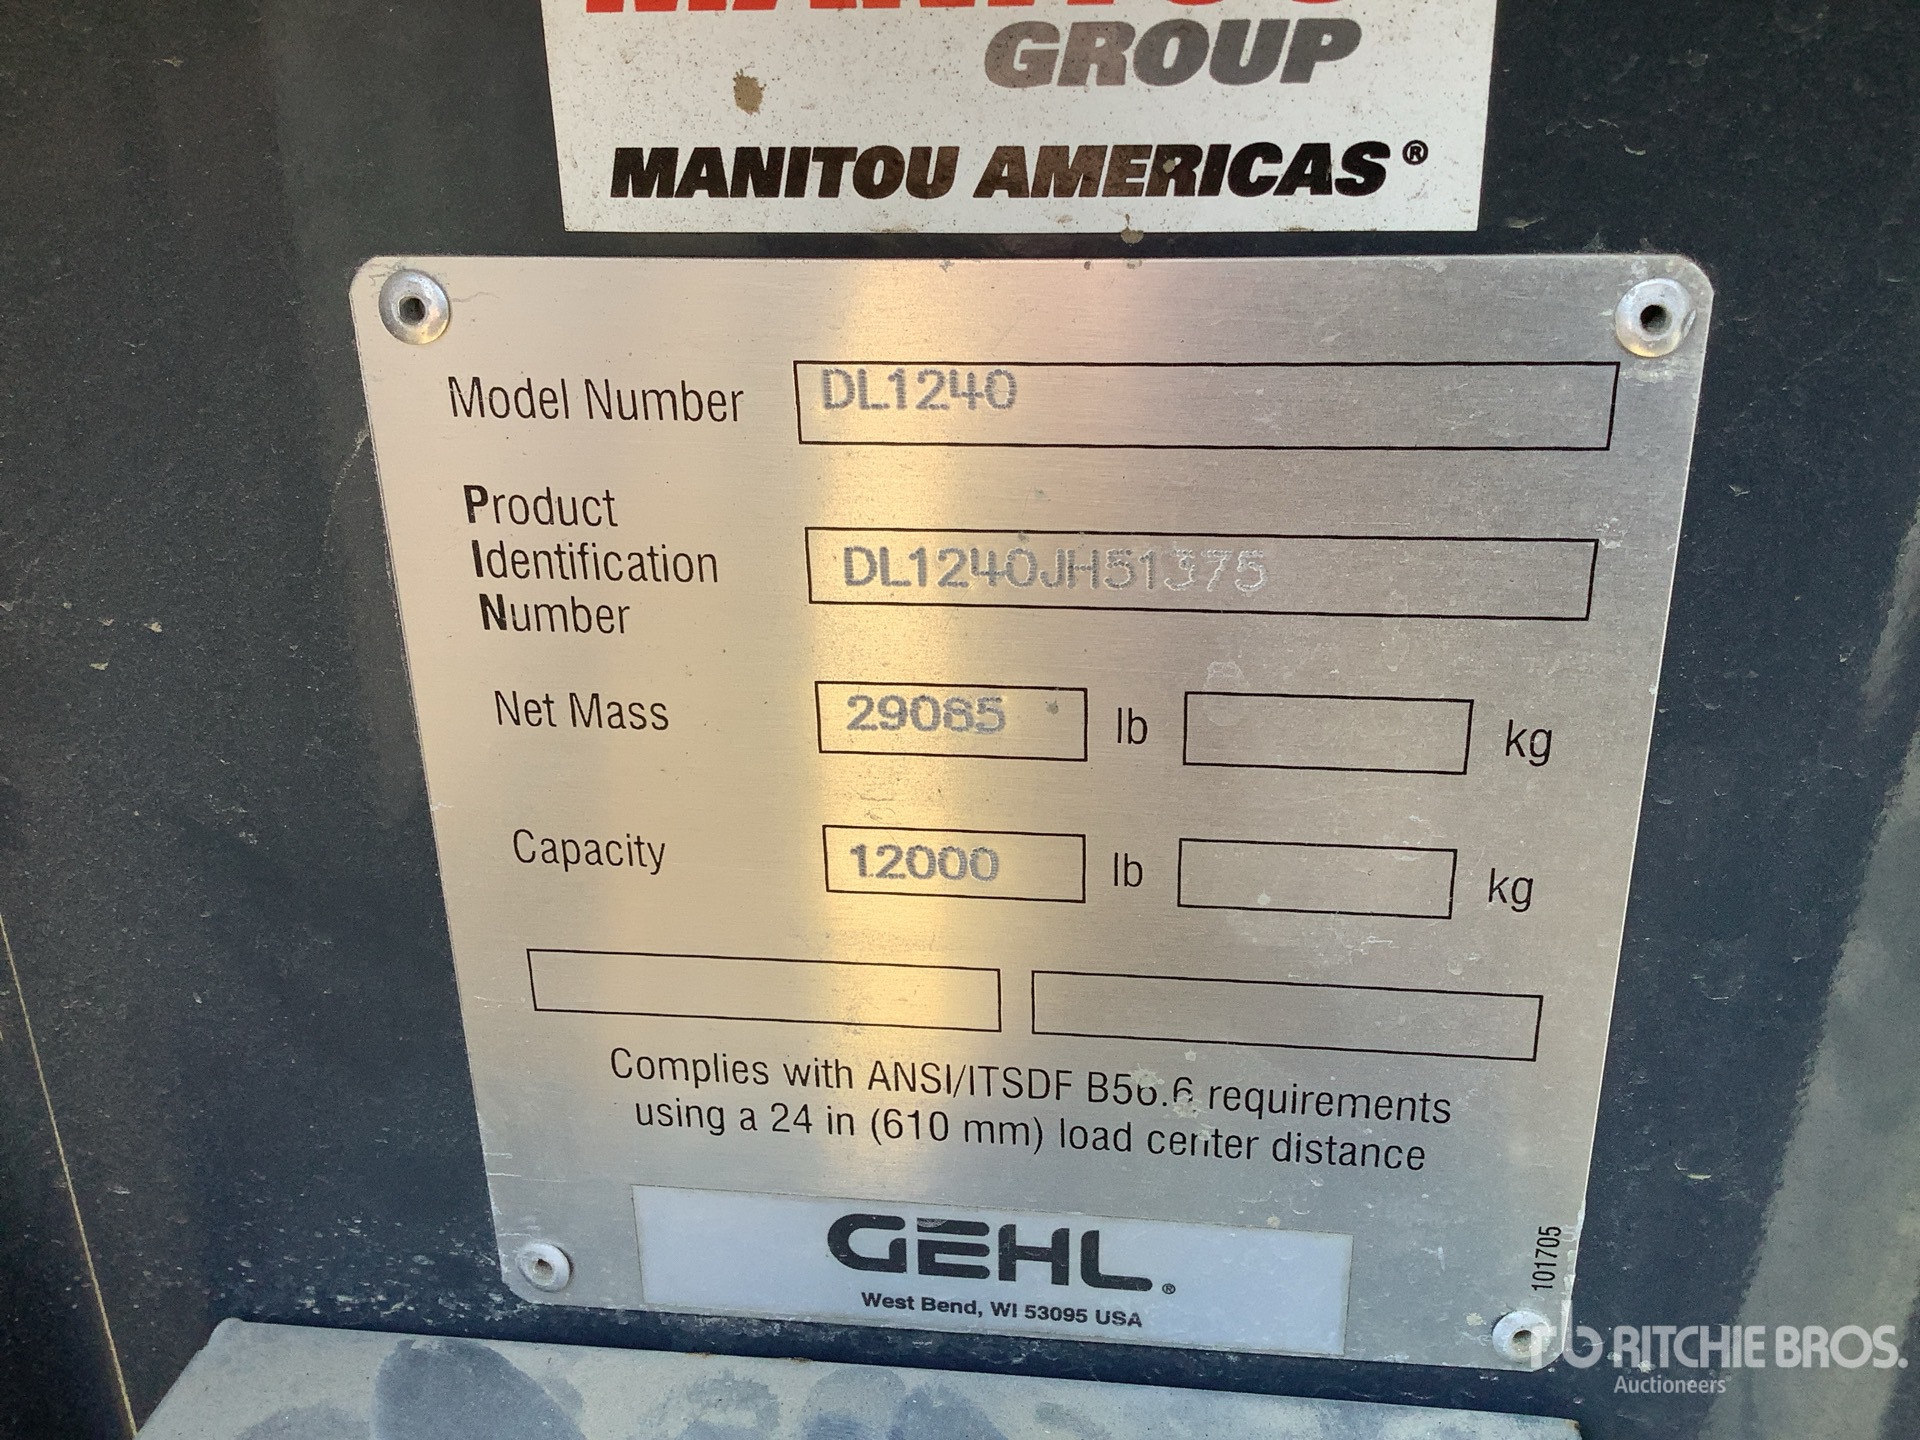 MANITOU
GROUP
MANITOU AMERICAS®
Model Number DL1240
Product
Identification DL1240JH51375
Number
Net Mass 29085 lb kg
Capacity 12000 lb kg
Complies with ANSI/ITSDF B56.6 requirements
using a 24 in (610 mm) load center distance
GEHL®
West Bend, WI 53095 USA
101705
RITCHIE BROS.
Auctioneers